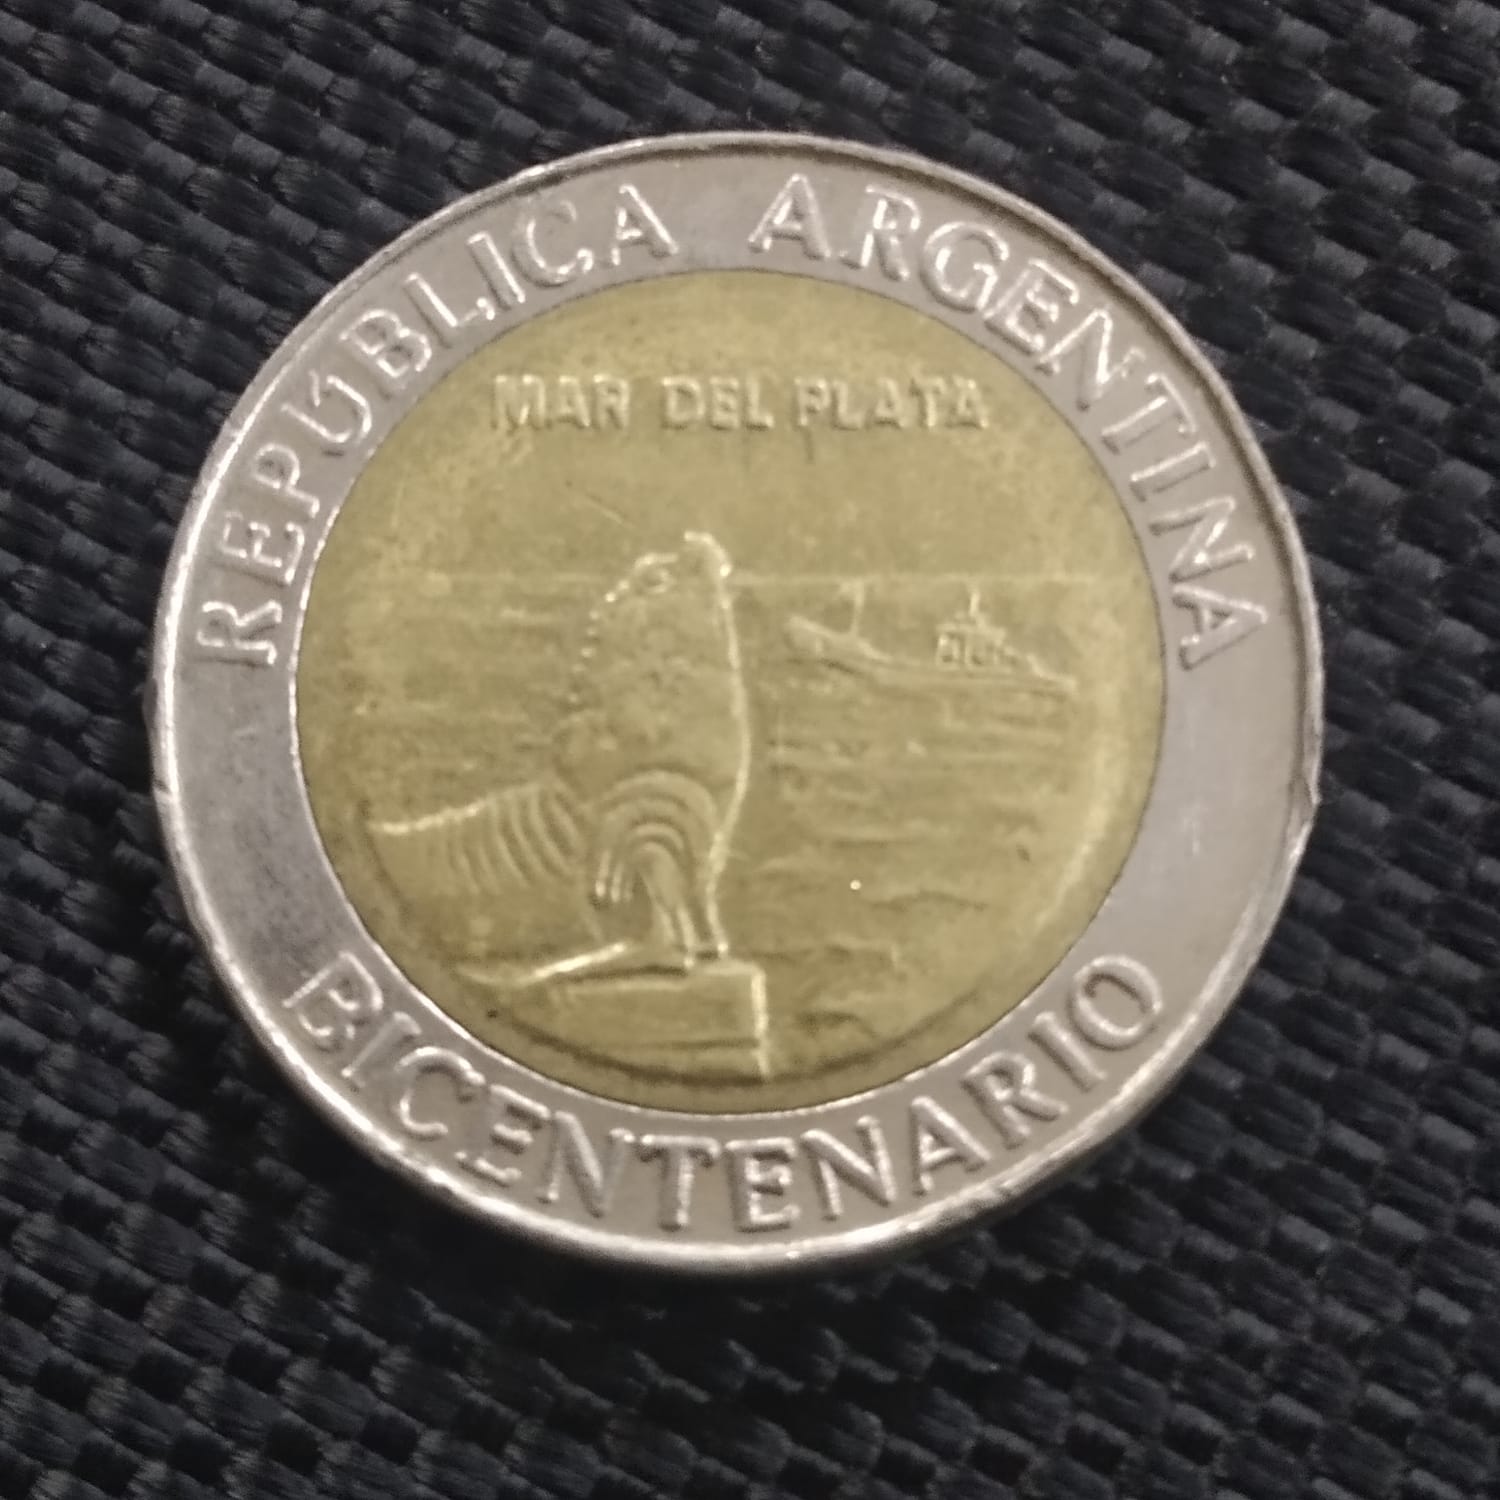 REPÚBLICA ARGENTINA
MAR DEL PLATA
BICENTENARIO